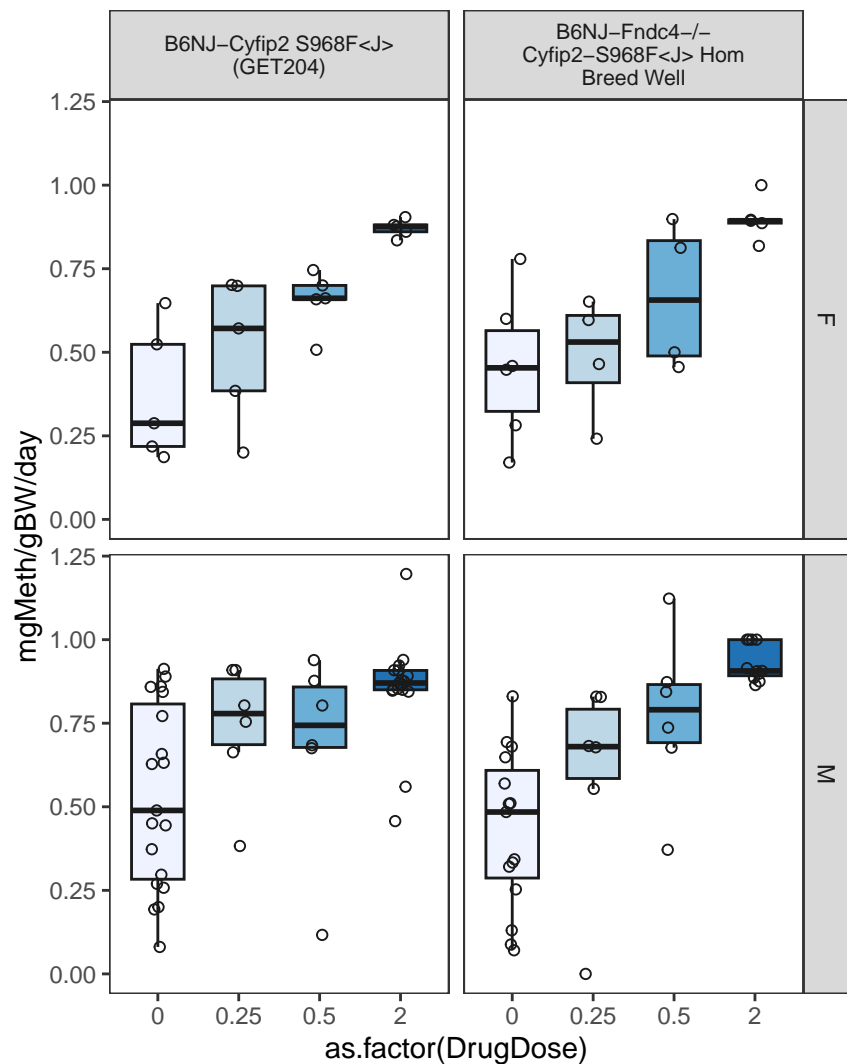 B6NJ−Cyfip2 S968F<J>
(GET204)
B6NJ−Fndc4−/−
Cyfip2−S968F<J> Hom
Breed Well
1.25
1.00
0.75
0.50
0.25
0.00
F
mgMeth/gBW/day
1.25
1.00
0.75
0.50
0.25
0.00
M
0 0.25 0.5 2
0 0.25 0.5 2
as.factor(DrugDose)